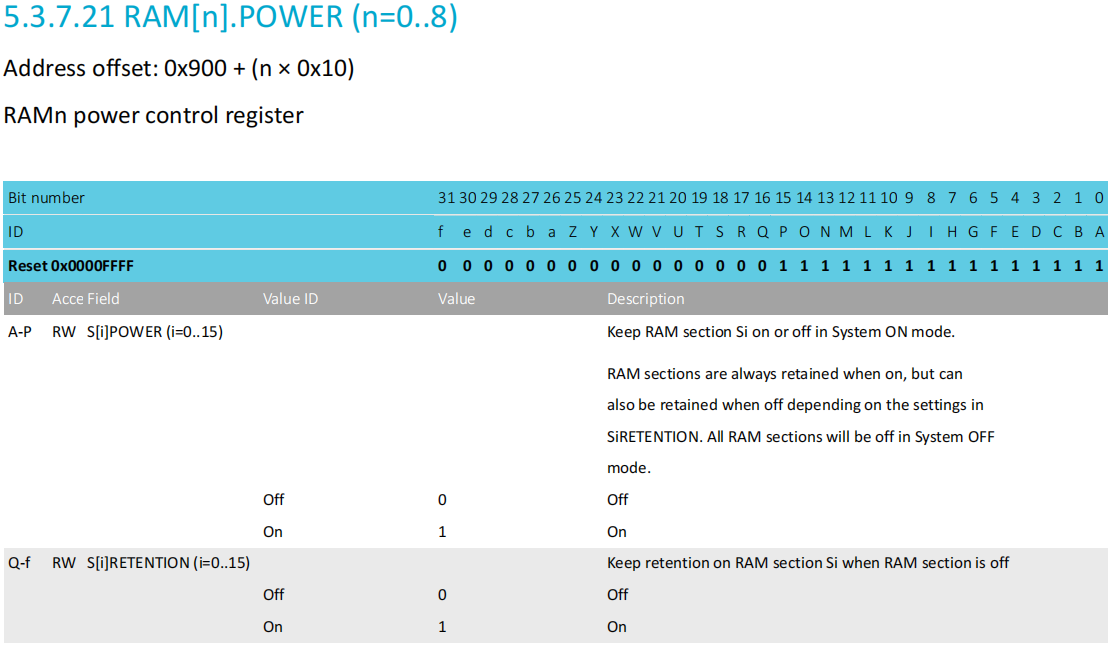 5.3.7.21 RAM[n].POWER (n=0..8)
Address offset: 0x900 + (n × 0x10)
RAMn power control register
Bit number 31 30 29 28 27 26 25 24 23 22 21 20 19 18 17 16 15 14 13 12 11 10 9 8 7 6 5 4 3 2 1 0
ID f e d c b a Z Y X W V U T S R Q P O N M L K J I H G F E D C B A
Reset 0x0000FFFF 0 0 0 0 0 0 0 0 0 0 0 0 0 0 0 0 1 1 1 1 1 1 1 1 1 1 1 1 1 1 1 1
ID Acce Field Value ID Value Description
A-P RW S[i]POWER (i=0..15) Keep RAM section Si on or off in System ON mode.
RAM sections are always retained when on, but can
also be retained when off depending on the settings in
SiRETENTION. All RAM sections will be off in System OFF
mode.
Off 0 Off
On 1 On
Q-f RW S[i]RETENTION (i=0..15) Keep retention on RAM section Si when RAM section is off
Off 0 Off
On 1 On